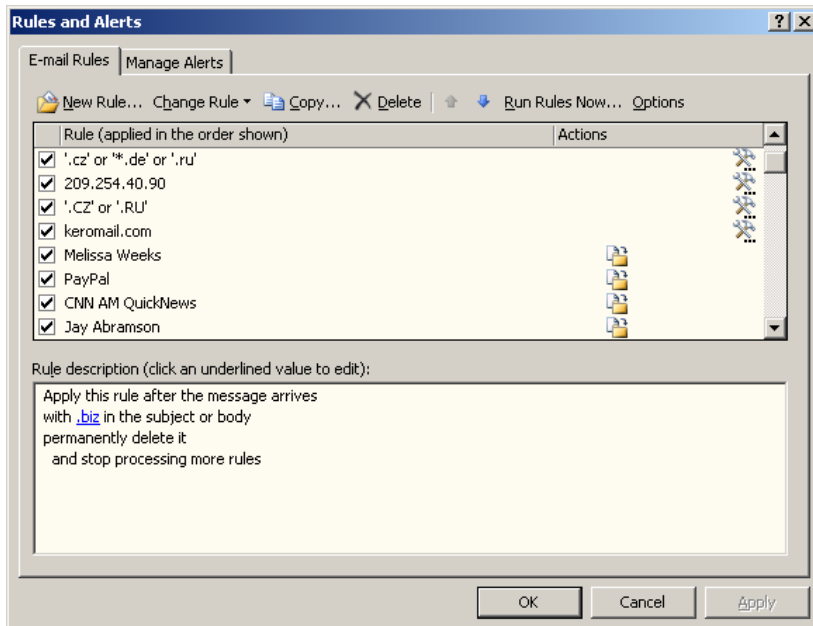 Rules and Alerts
E-mail Rules
Manage Alerts
New Rule... Change Rule Copy... Delete Run Rules Now... Options
Rule (applied in the order shown) Actions
'.cz' or '*.de' or '.ru'
209.254.40.90
'.CZ' or '.RU'
keromail.com
Melissa Weeks
PayPal
CNN AM QuickNews
Jay Abramson
Rule description (click an underlined value to edit):
Apply this rule after the message arrives
with .biz in the subject or body
permanently delete it
and stop processing more rules
OK Cancel Apply